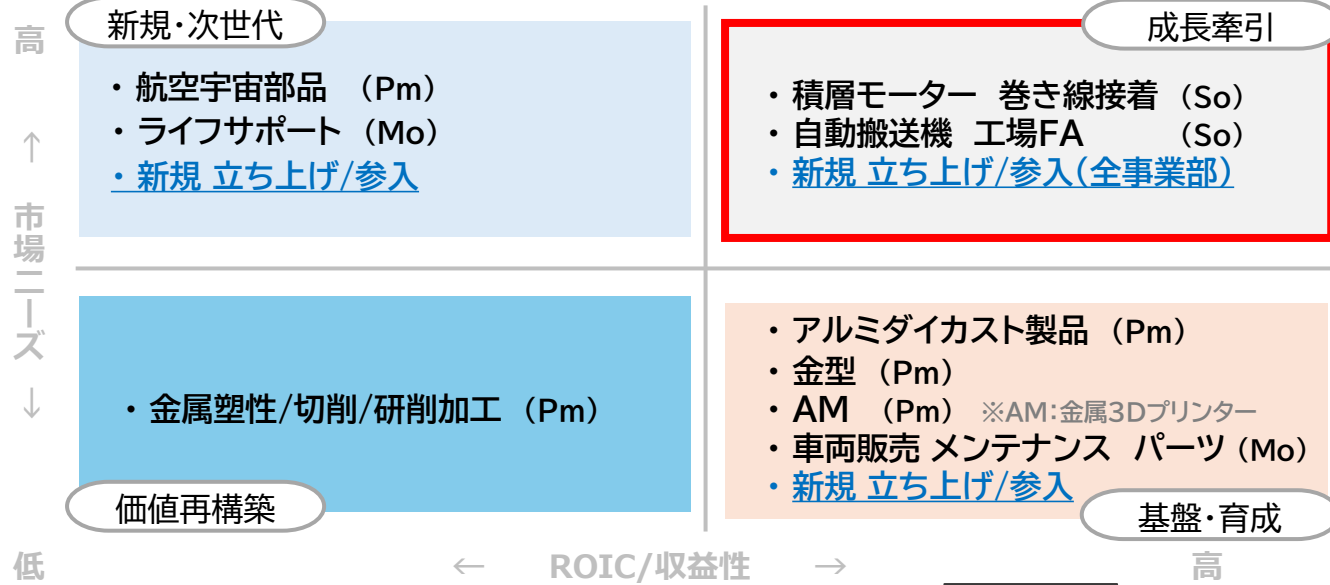 高
↑
市場ニーズ
↓
低
新規・次世代
・航空宇宙部品 （Pm）
・ライフサポート（Mo）
・新規 立ち上げ/参入
成長牽引
・積層モーター 巻き線接着（So）
・自動搬送機 工場FA （So）
・新規 立ち上げ/参入（全事業部）
・金属塑性/切削/研削加工（Pm）
価値再構築
・アルミダイカスト製品（Pm）
・金型（Pm）
・AM （Pm） ※AM：金属3Dプリンター
・車両販売 メンテナンス パーツ（Mo）
・新規 立ち上げ/参入
基盤・育成
← ROIC/収益性 → 高